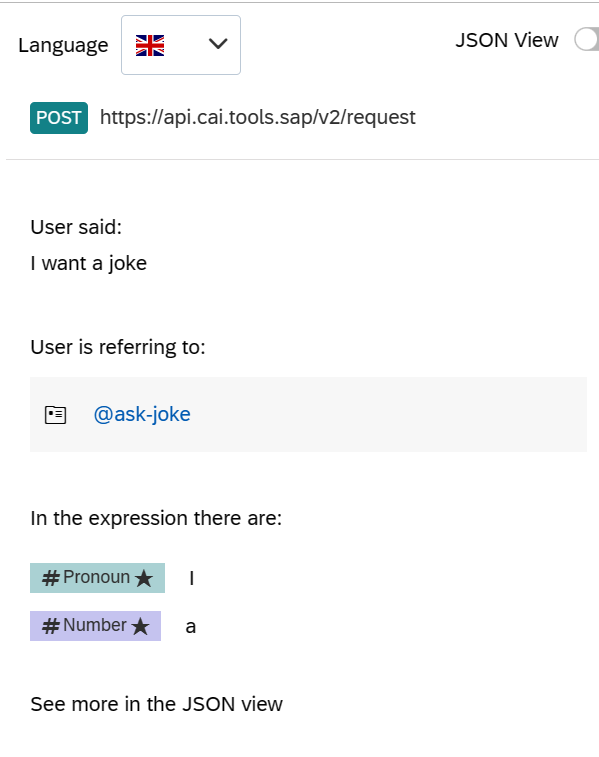 Language
JSON View
POST https://api.cai.tools.sap/v2/request
User said:
I want a joke
User is referring to:
@ask-joke
In the expression there are:
#Pronoun★ I
#Number★ a
See more in the JSON view